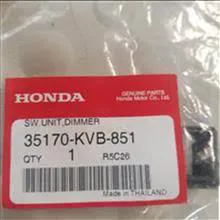 HONDA
GENUINE PARTS
Honda Motor Co., Ltd.
SW.UNIT,DIMMER
35170-KVB-851
QTY 1 R5C26
Made in THAILAND